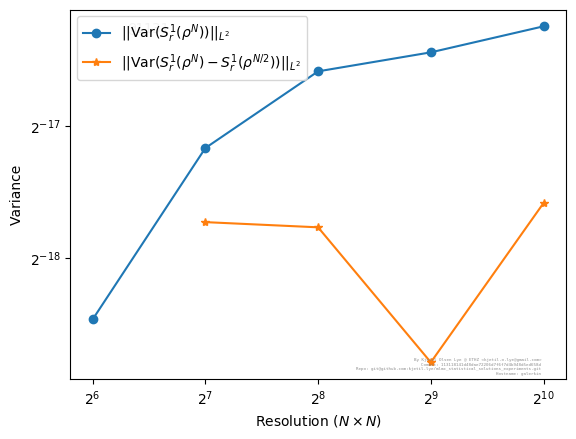 ||Var(S_r^1(ρ^N))||_{L^2}
||Var(S_r^1(ρ^N) − S_r^1(ρ^{N/2}))||_{L^2}
Variance
2^{-17}
2^{-18}
2^6 2^7 2^8 2^9 2^{10}
Resolution (N × N)